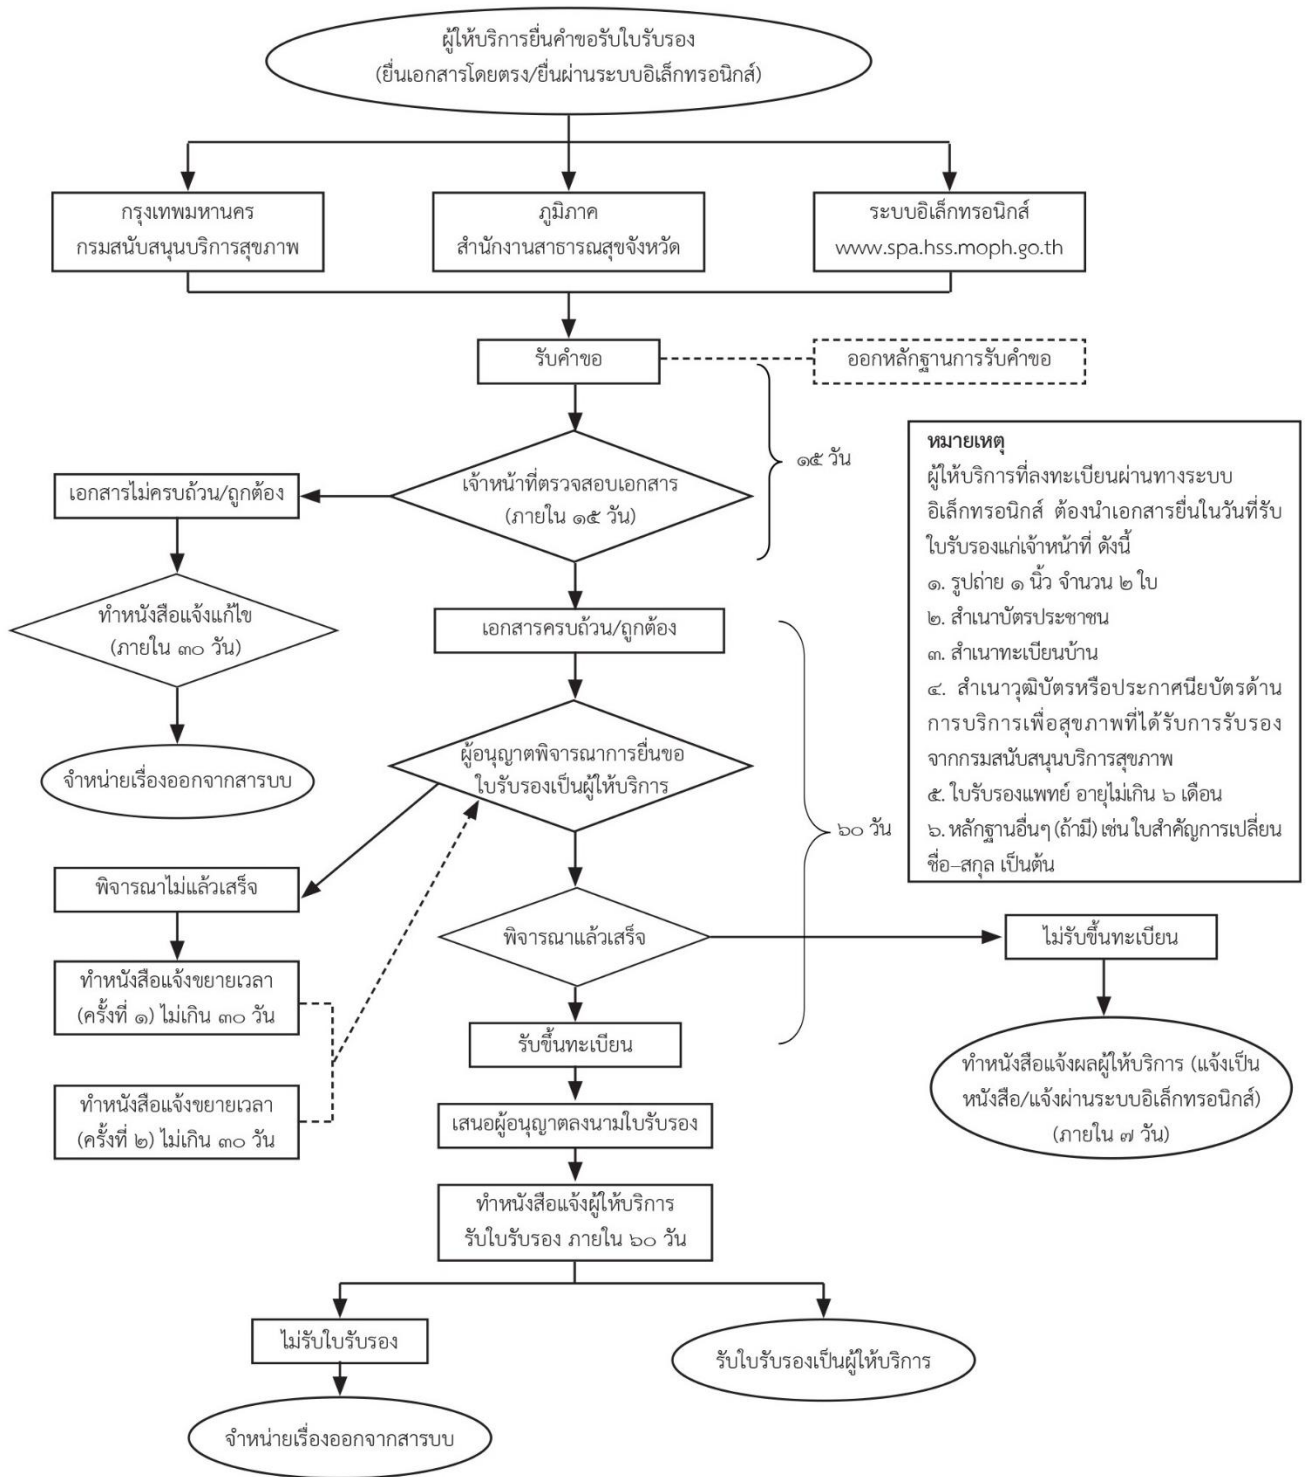 ผู้ให้บริการยื่นคำขอรับใบรับรอง
(ยื่นเอกสารโดยตรง/ยื่นผ่านระบบอิเล็กทรอนิกส์)
กรุงเทพมหานคร
กรมสนับสนุนบริการสุขภาพ
ภูมิภาค
สำนักงานสาธารณสุขจังหวัด
ระบบอิเล็กทรอนิกส์
www.spa.hss.moph.go.th
รับคำขอ
ออกหลักฐานการรับคำขอ
๑๕ วัน
เจ้าหน้าที่ตรวจสอบเอกสาร
(ภายใน ๑๕ วัน)
เอกสารไม่ครบถ้วน/ถูกต้อง
ทำหนังสือแจ้งแก้ไข
(ภายใน ๓๐ วัน)
จำหน่ายเรื่องออกจากสารบบ
หมายเหตุ
ผู้ให้บริการที่ลงทะเบียนผ่านทางระบบ
อิเล็กทรอนิกส์ ต้องนำเอกสารยื่นในวันที่รับ
ใบรับรองแก่เจ้าหน้าที่ ดังนี้
๑. รูปถ่าย ๑ นิ้ว จำนวน ๒ ใบ
๒. สำเนาบัตรประชาชน
๓. สำเนาทะเบียนบ้าน
๔. สำเนาวุฒิบัตรหรือประกาศนียบัตรด้าน
การบริการเพื่อสุขภาพที่ได้รับการรับรอง
จากกรมสนับสนุนบริการสุขภาพ
๕. ใบรับรองแพทย์ อายุไม่เกิน ๖ เดือน
๖. หลักฐานอื่นๆ (ถ้ามี) เช่น ใบสำคัญการเปลี่ยน
ชื่อ–สกุล เป็นต้น
เอกสารครบถ้วน/ถูกต้อง
ผู้อนุญาตพิจารณาการยื่นขอ
ใบรับรองเป็นผู้ให้บริการ
๖๐ วัน
พิจารณาไม่แล้วเสร็จ
ทำหนังสือแจ้งขยายเวลา
(ครั้งที่ ๑) ไม่เกิน ๓๐ วัน
ทำหนังสือแจ้งขยายเวลา
(ครั้งที่ ๒) ไม่เกิน ๓๐ วัน
พิจารณาแล้วเสร็จ
ไม่รับขึ้นทะเบียน
ทำหนังสือแจ้งผลผู้ให้บริการ (แจ้งเป็น
หนังสือ/แจ้งผ่านระบบอิเล็กทรอนิกส์)
(ภายใน ๗ วัน)
รับขึ้นทะเบียน
เสนอผู้อนุญาตลงนามใบรับรอง
ทำหนังสือแจ้งผู้ให้บริการ
รับใบรับรอง ภายใน ๖๐ วัน
ไม่รับใบรับรอง
จำหน่ายเรื่องออกจากสารบบ
รับใบรับรองเป็นผู้ให้บริการ